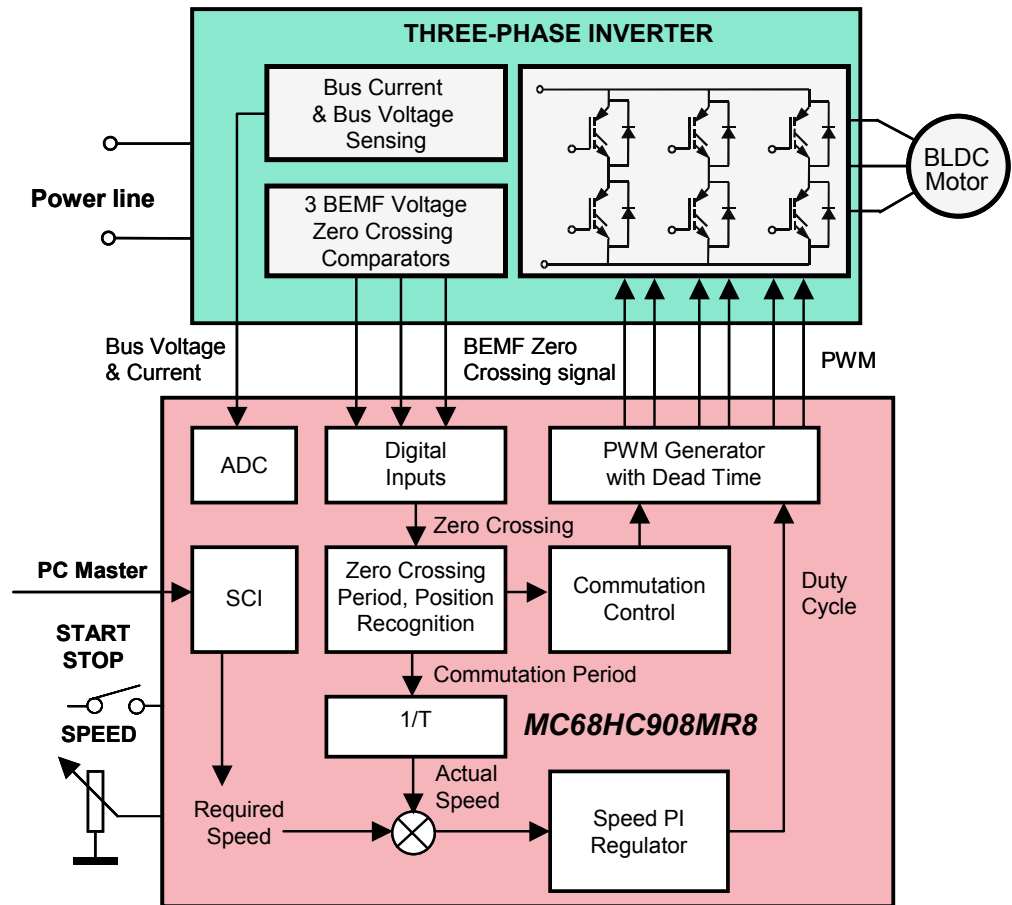 THREE-PHASE INVERTER
Bus Current
& Bus Voltage
Sensing
3 BEMF Voltage
Zero Crossing
Comparators
BLDC
Motor
Power line
Bus Voltage
& Current
BEMF Zero
Crossing signal
PWM
ADC
Digital
Inputs
PWM Generator
with Dead Time
Zero Crossing
PC Master
SCI
Zero Crossing
Period, Position
Recognition
Commutation
Control
Duty
Cycle
START
STOP
Commutation Period
SPEED
1/T
MC68HC908MR8
Actual
Speed
Required
Speed
Speed PI
Regulator